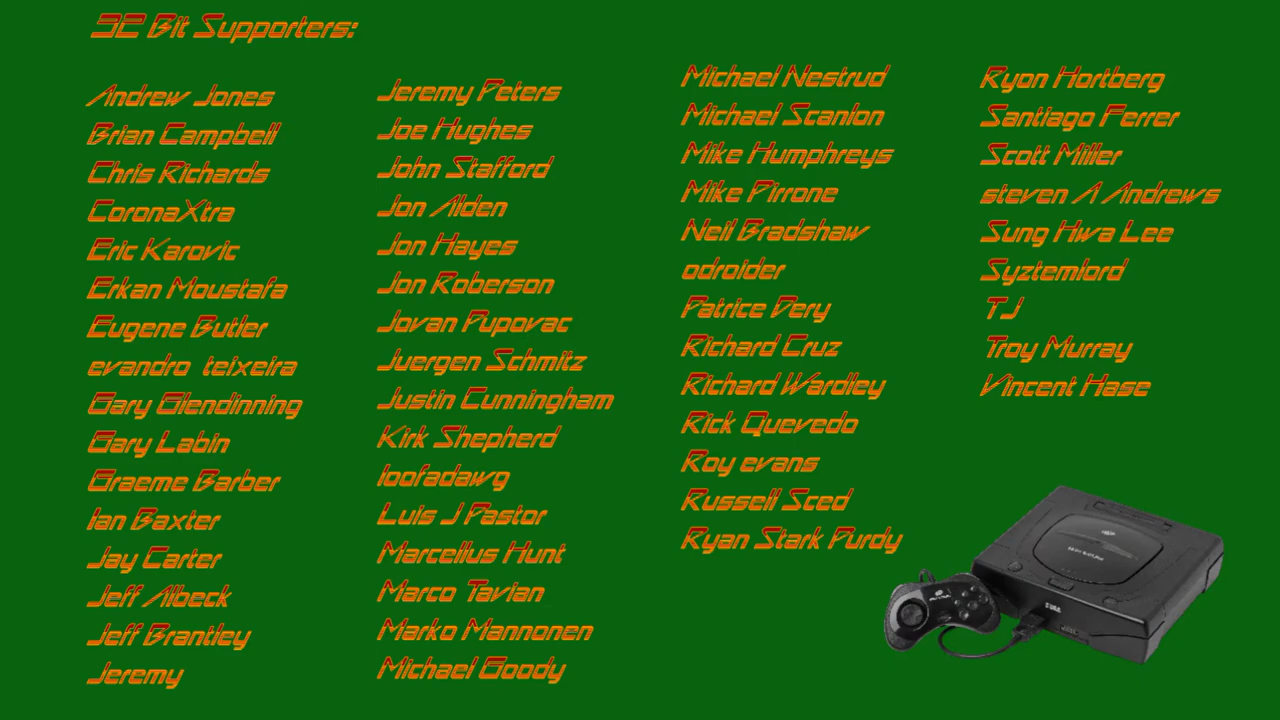 32 Bit Supporters:
Andrew Jones
Brian Campbell
Chris Richards
CoronaXtra
Eric Karovic
Erkan Moustafa
Eugene Butler
evandro teixeira
Gary Glendinning
Gary Labin
Graeme Barber
Ian Baxter
Jay Carter
Jeff Albeck
Jeff Brantley
Jeremy
Jeremy Peters
Joe Hughes
John Stafford
Jon Alden
Jon Hayes
Jon Roberson
Jovan Pupovac
Juergen Schmitz
Justin Cunningham
Kirk Shepherd
loofadawg
Luis J Pastor
Marcellus Hunt
Marco Tavian
Marko Mannonen
Michael Goody
Michael Nestrud
Michael Scanlon
Mike Humphreys
Mike Pirrone
Neil Bradshaw
odroider
Patrice Dery
Richard Cruz
Richard Wardley
Rick Quevedo
Roy evans
Russell Sced
Ryan Stark Purdy
Ryon Hortberg
Santiago Ferrer
Scott Miller
steven A Andrews
Sung Hwa Lee
Syztemlord
TJ
Troy Murray
Vincent Hase
SEGA